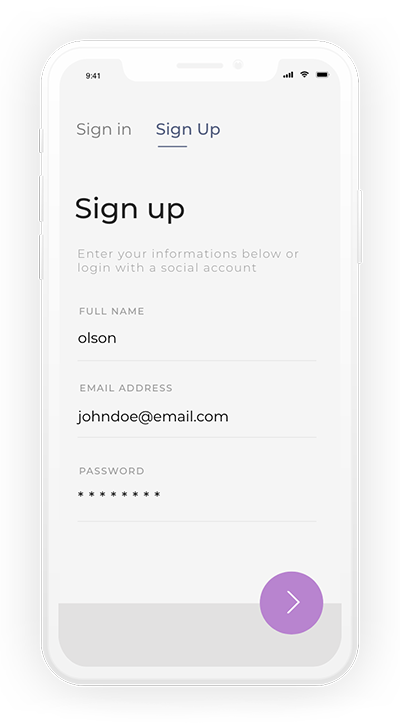 9:41
Sign in Sign Up
Sign up
Enter your informations below or
login with a social account
FULL NAME
olson
EMAIL ADDRESS
johndoe@email.com
PASSWORD
* * * * * * * *